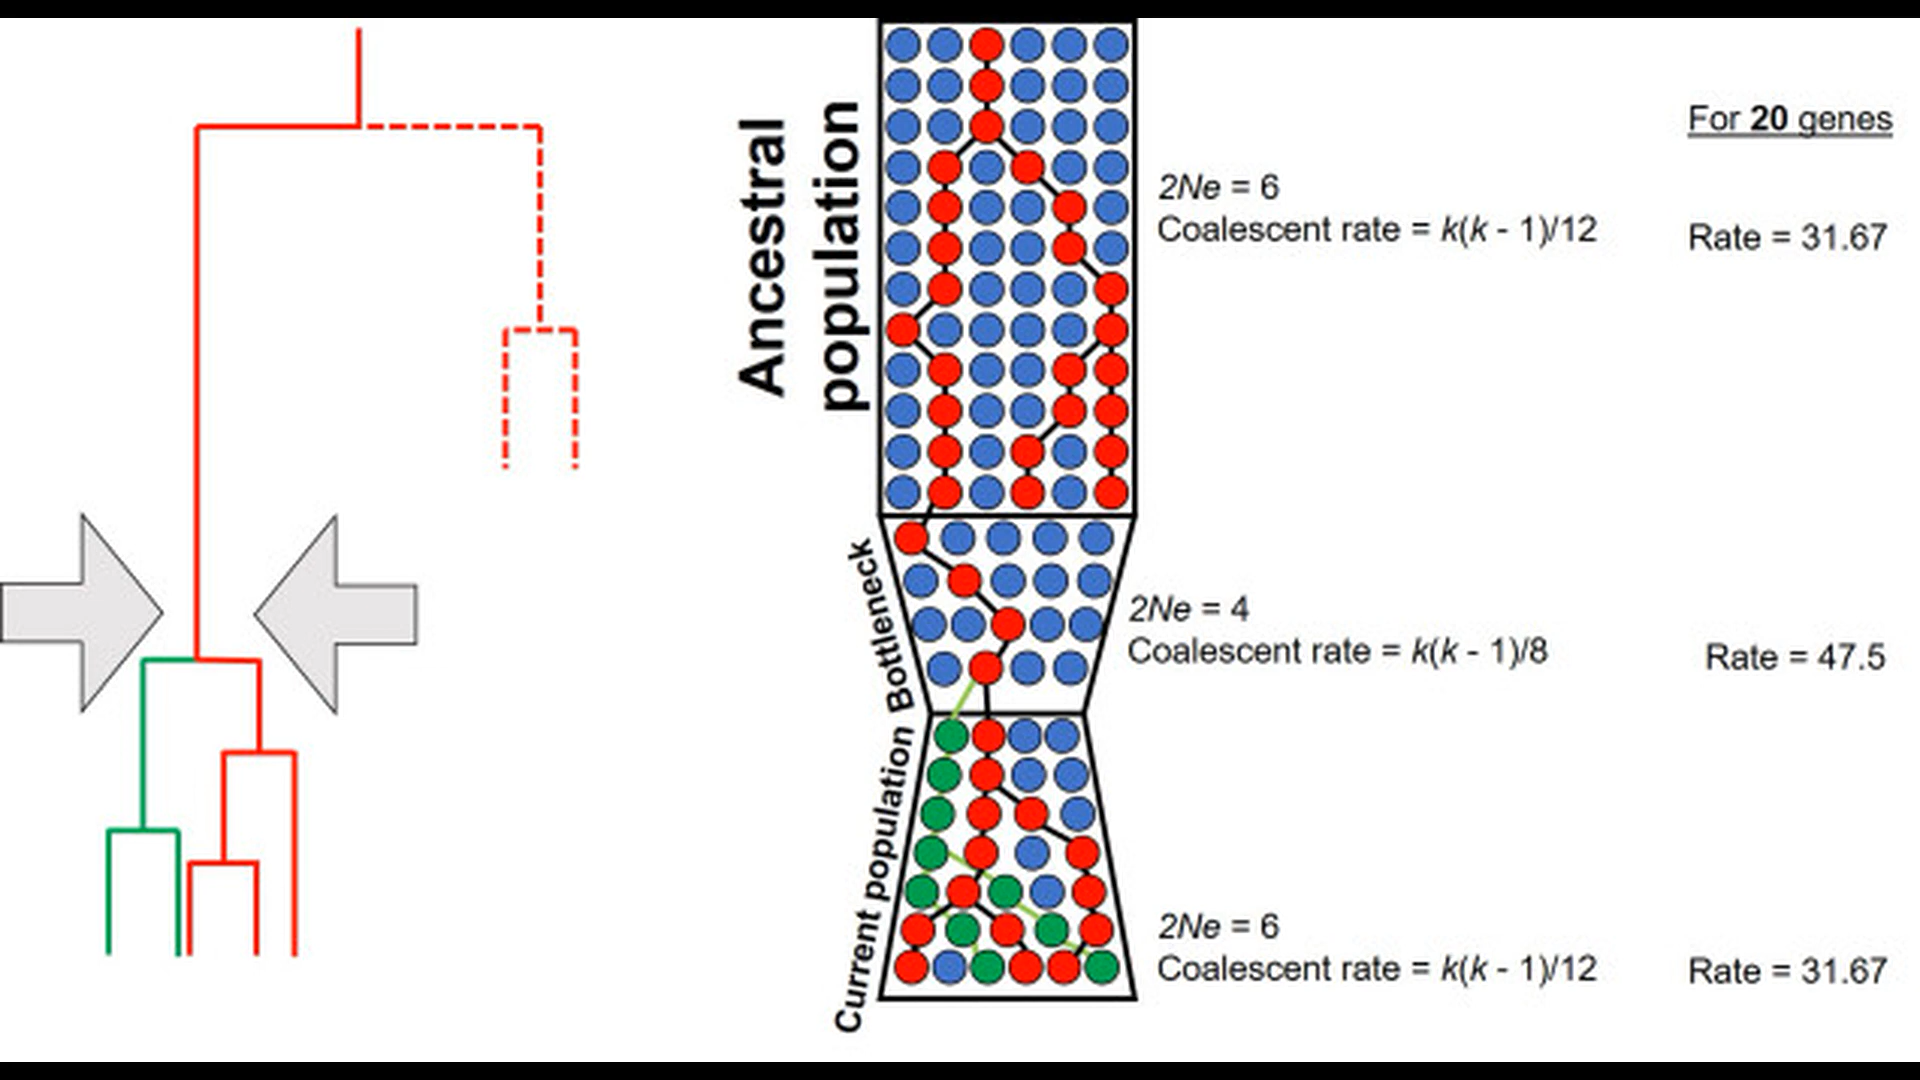 Ancestral
population
For 20 genes
2Ne = 6
Coalescent rate = k(k - 1)/12
Rate = 31.67
Bottleneck
2Ne = 4
Coalescent rate = k(k - 1)/8
Rate = 47.5
Current population
2Ne = 6
Coalescent rate = k(k - 1)/12
Rate = 31.67